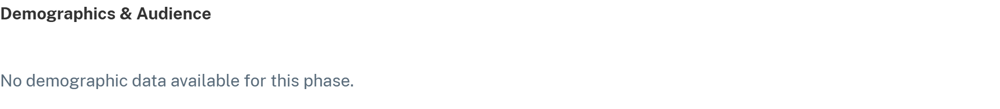 Demographics & Audience
No demographic data available for this phase.